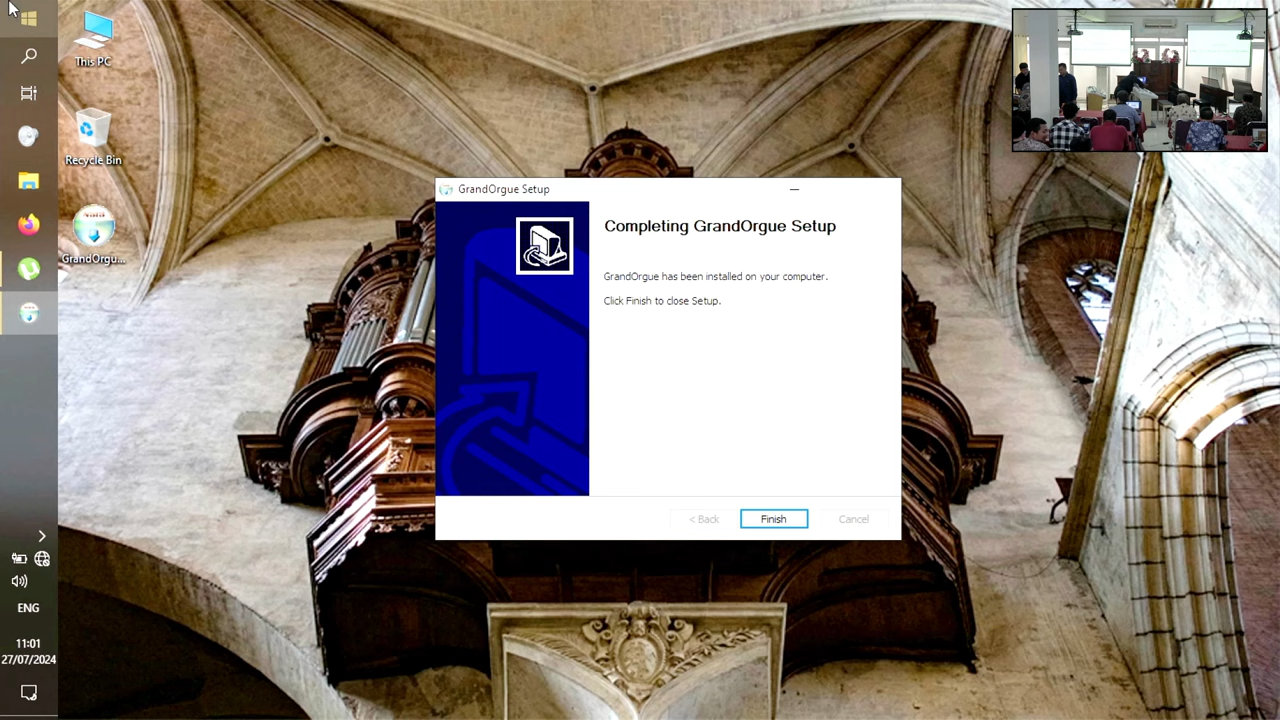 This PC
Recycle Bin
GrandOrgu...
GrandOrgue Setup
Completing GrandOrgue Setup
GrandOrgue has been installed on your computer.
Click Finish to close Setup.
< Back
Finish
Cancel
ENG
11:01
27/07/2024